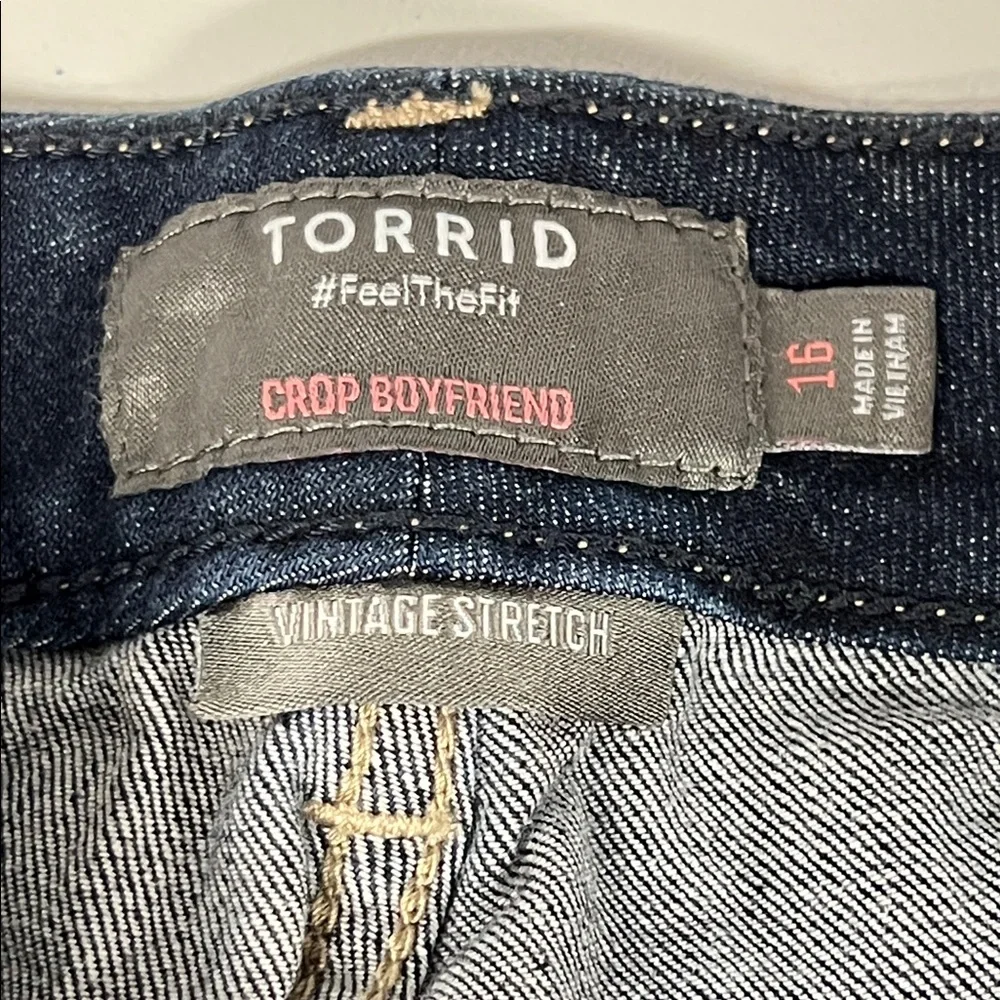 TORRID
#FeelTheFit
CROP BOYFRIEND
16
MADE IN
VIETNAM
VINTAGE STRETCH